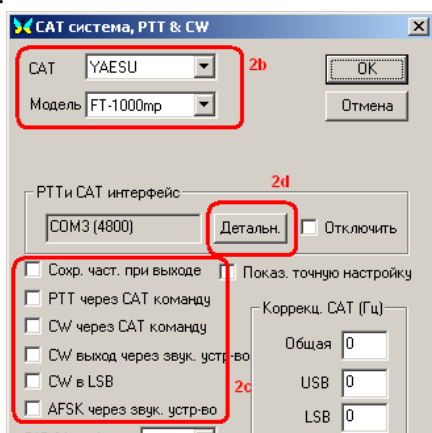 CAT система, PTT & CW
CAT YAESU 2b OK
Модель FT-1000mp Отмена
2d
PTTи CAT интерфейс
COM3 (4800) Детальн. Отключить
Сохр. част. при выходе Показ. точную настройку
PTT через CAT команду Коррекц. CAT (Гц)
CW через CAT команду Общая 0
CW выход через звук. устр-во
CW в LSB 2c USB 0
AFSK через звук. устр-во LSB 0